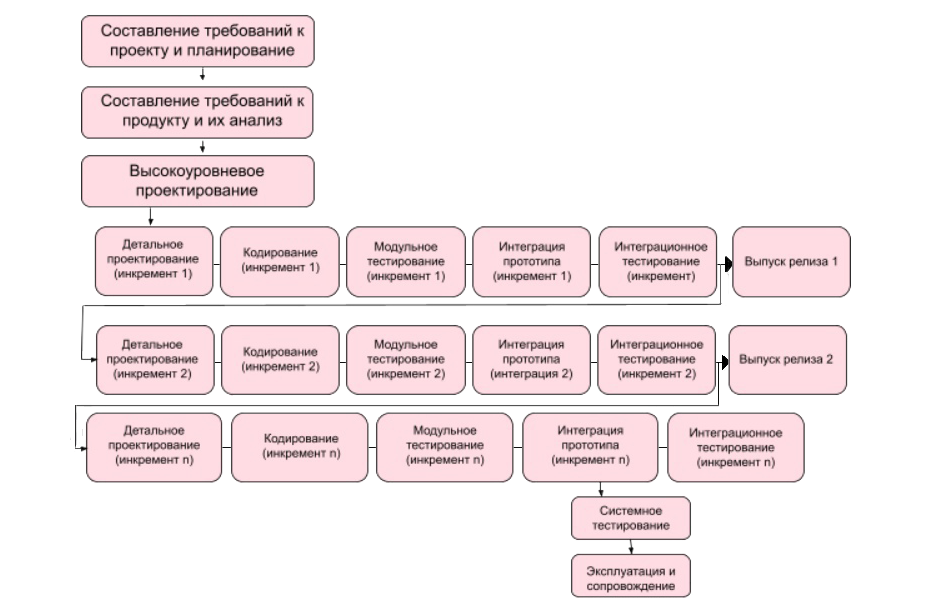 Составление требований к
проекту и планирование
Составление требований к
продукту и их анализ
Высокоуровневое
проектирование
Детальное
проектирование
(инкремент 1)
Кодирование
(инкремент 1)
Модульное
тестирование
(инкремент 1)
Интеграция
прототипа
(инкремент 1)
Интеграционное
тестирование
(инкремент)
Выпуск релиза 1
Детальное
проектирование
(инкремент 2)
Кодирование
(инкремент 2)
Модульное
тестирование
(инкремент 2)
Интеграция
прототипа
(интеграция 2)
Интеграционное
тестирование
(инкремент 2)
Выпуск релиза 2
Детальное
проектирование
(инкремент n)
Кодирование
(инкремент n)
Модульное
тестирование
(инкремент n)
Интеграция
прототипа
(инкремент n)
Интеграционное
тестирование
(инкремент n)
Системное
тестирование
Эксплуатация и
сопровождение